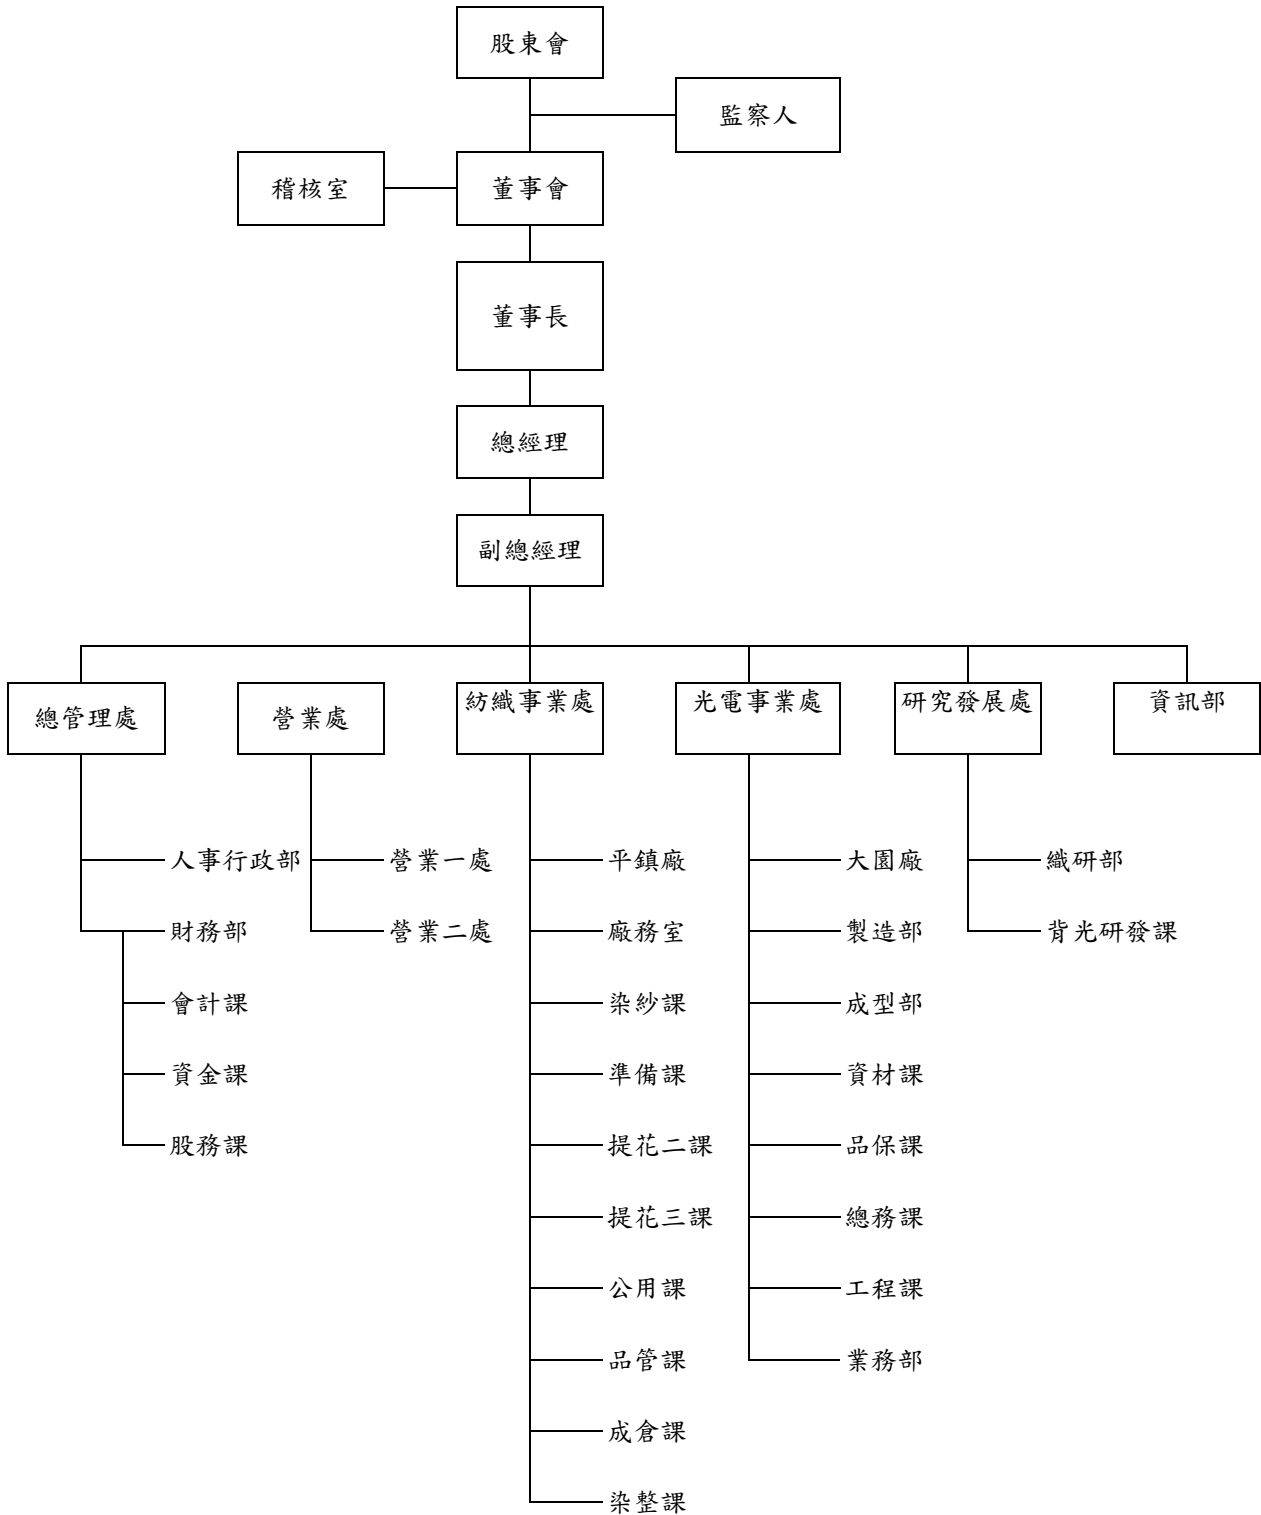 股東會
監察人
稽核室
董事會
董事長
總經理
副總經理
總管理處
營業處
紡織事業處
光電事業處
研究發展處
資訊部
人事行政部
營業一處
平鎮廠
大園廠
織研部
財務部
營業二處
廠務室
製造部
背光研發課
會計課
染紗課
成型部
資金課
準備課
資材課
股務課
提花二課
品保課
提花三課
總務課
公用課
工程課
品管課
業務部
成倉課
染整課